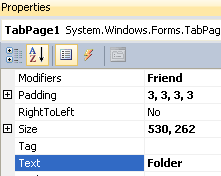 Properties
TabPage1 System.Windows.Forms.TabPag
Modifiers Friend
Padding 3, 3, 3, 3
RightToLeft No
Size 530, 262
Tag
Text Folder